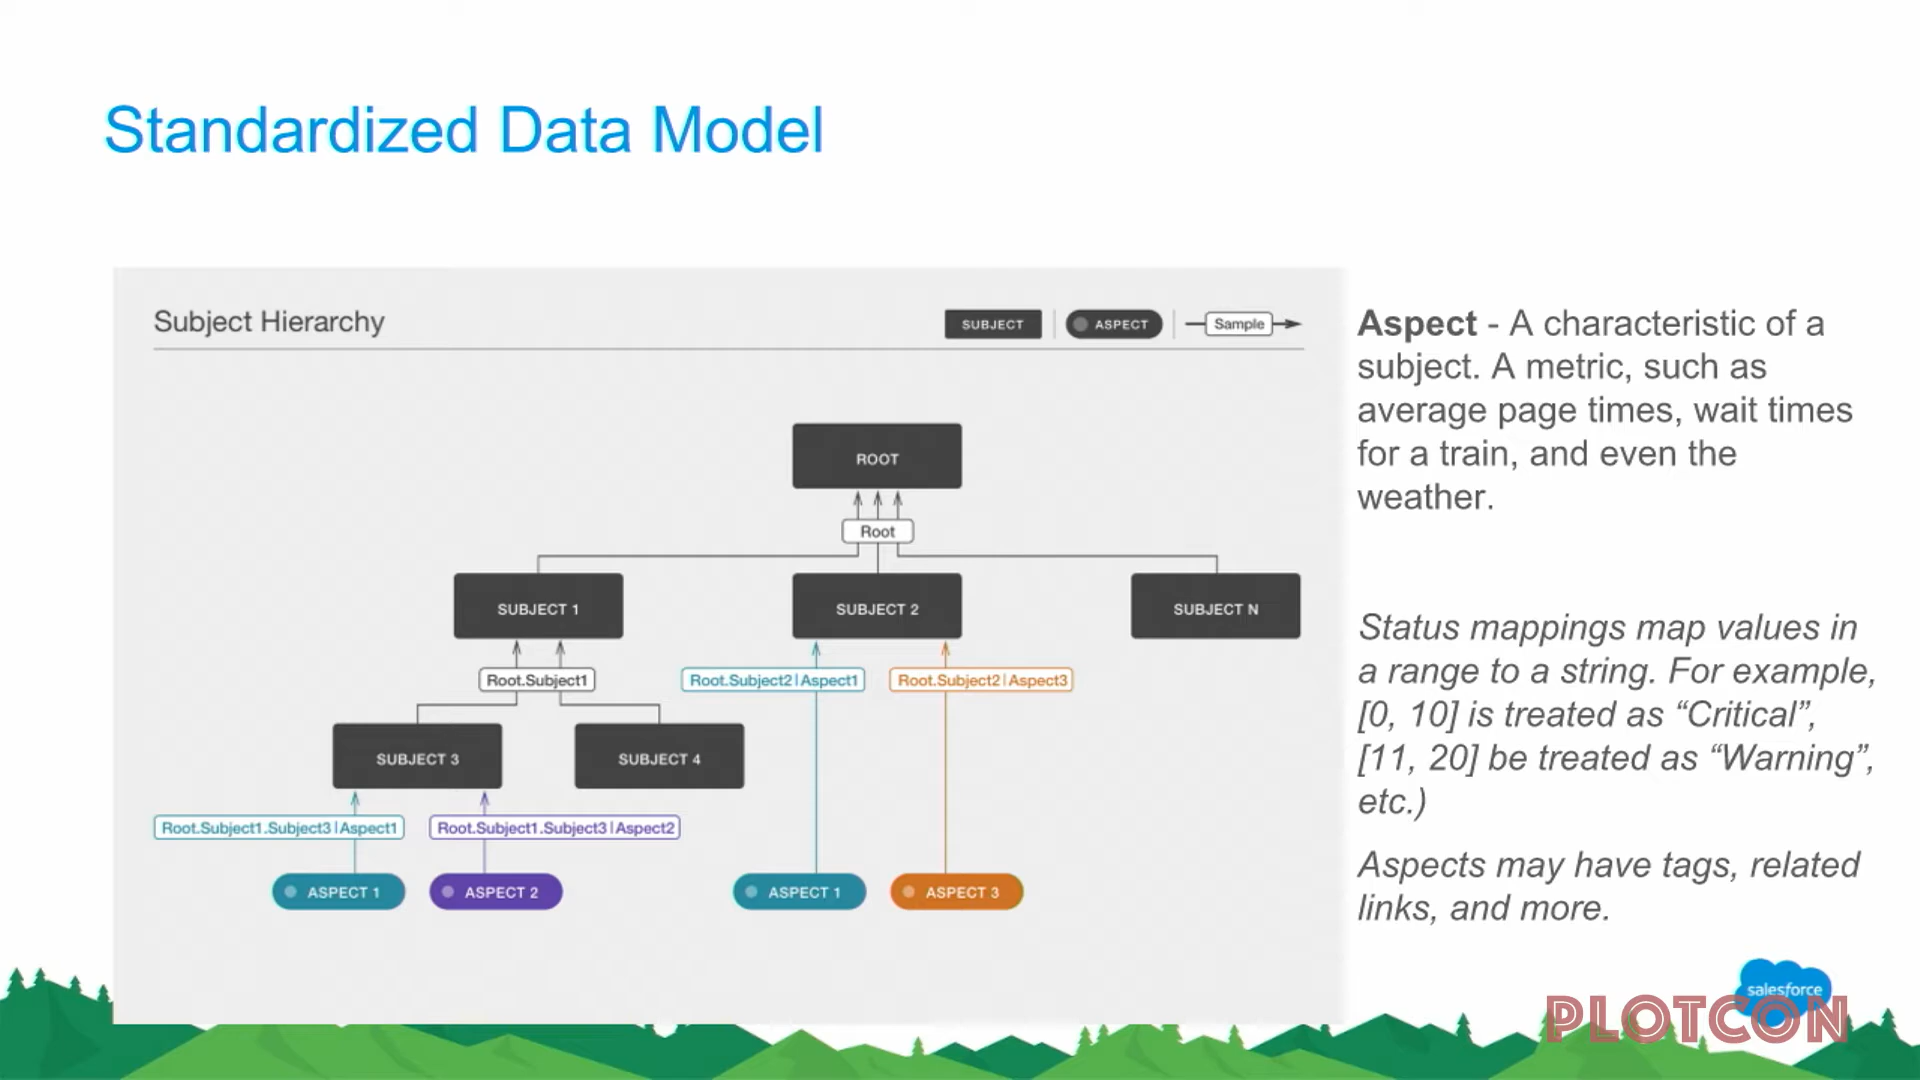 Standardized Data Model
Subject Hierarchy
SUBJECT
ASPECT
Sample
ROOT
Root
SUBJECT 1
SUBJECT 2
SUBJECT N
Root.Subject1
Root.Subject2|Aspect1
Root.Subject2|Aspect3
SUBJECT 3
SUBJECT 4
Root.Subject1.Subject3|Aspect1
Root.Subject1.Subject3|Aspect2
ASPECT 1
ASPECT 2
ASPECT 1
ASPECT 3
Aspect - A characteristic of a
subject. A metric, such as
average page times, wait times
for a train, and even the
weather.
Status mappings map values in
a range to a string. For example,
[0, 10] is treated as “Critical”,
[11, 20] be treated as “Warning”,
etc.)
Aspects may have tags, related
links, and more.
salesforce
PLOTCON